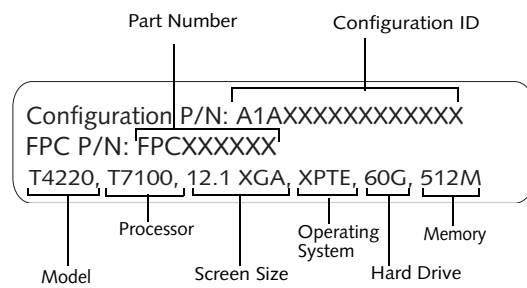 Part Number
Configuration ID
Configuration P/N: A1AXXXXXXXXXXXX
FPC P/N: FPCXXXXXX
T4220, T7100, 12.1 XGA, XPTE, 60G, 512M
Processor
Operating
System
Memory
Model
Screen Size
Hard Drive